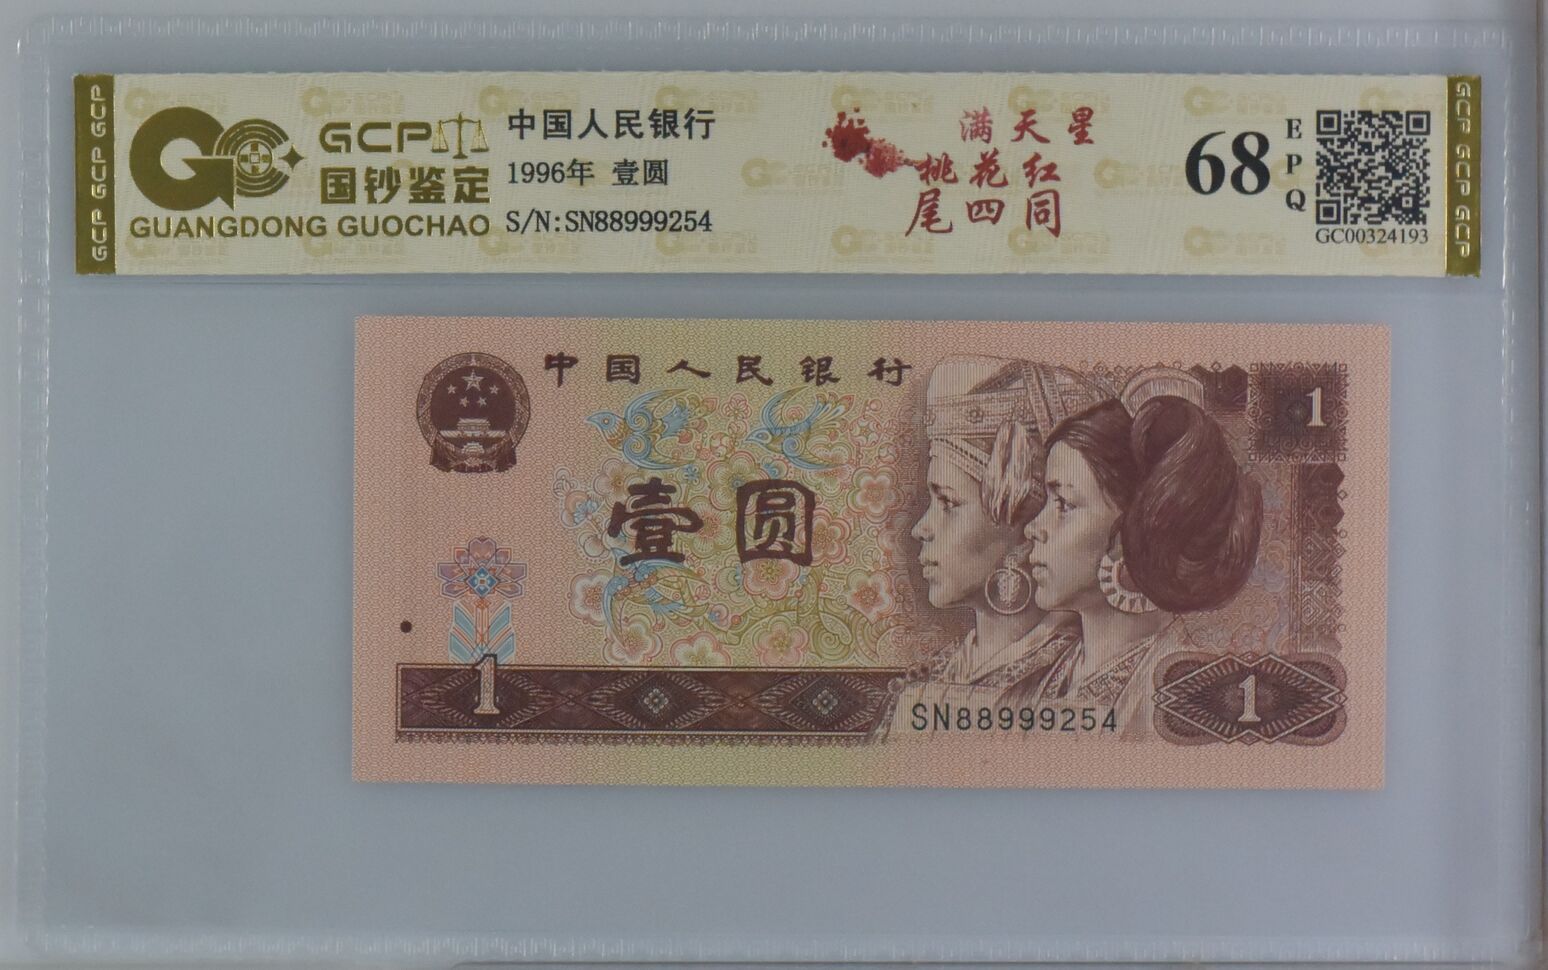 GCP GCP GCP
GCP
国钞鉴定
GUANGDONG GUOCHAO
中国人民银行
1996年 壹圆
S/N:SN88999254
满天星
桃花红
尾四同
68
EPQ
GC00324193
GCP GCP GCP
中国人民银行
1
壹圆
1
SN88999254
1